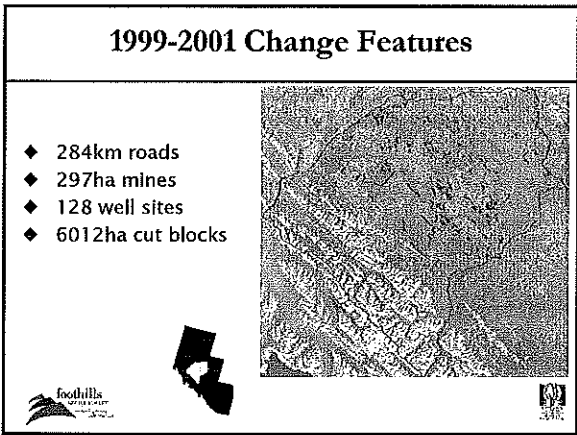 1999-2001 Change Features
◆ 284km roads
◆ 297ha mines
◆ 128 well sites
◆ 6012ha cut blocks
foothills